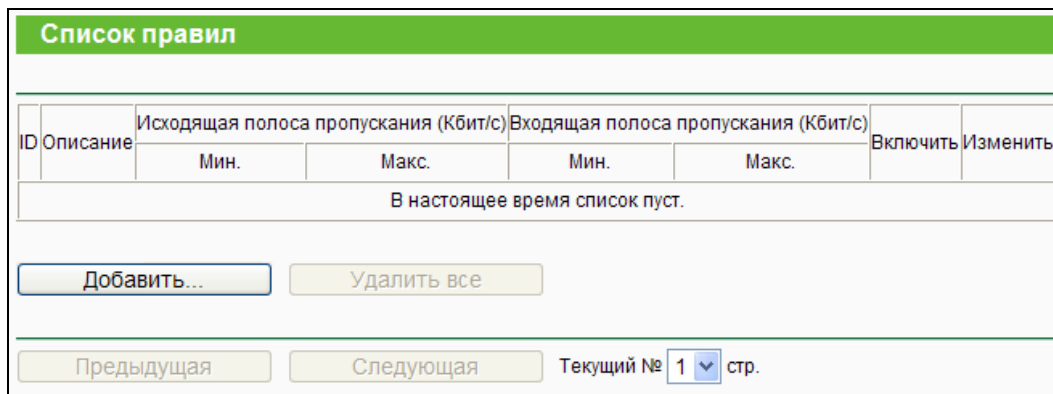 Список правил
ID Описание Исходящая полоса пропускания (Кбит/с) Входящая полоса пропускания (Кбит/с) Включить Изменить
Мин. Макс. Мин. Макс.
В настоящее время список пуст.
Добавить... Удалить все
Предыдущая Следующая Текущий № 1 стр.